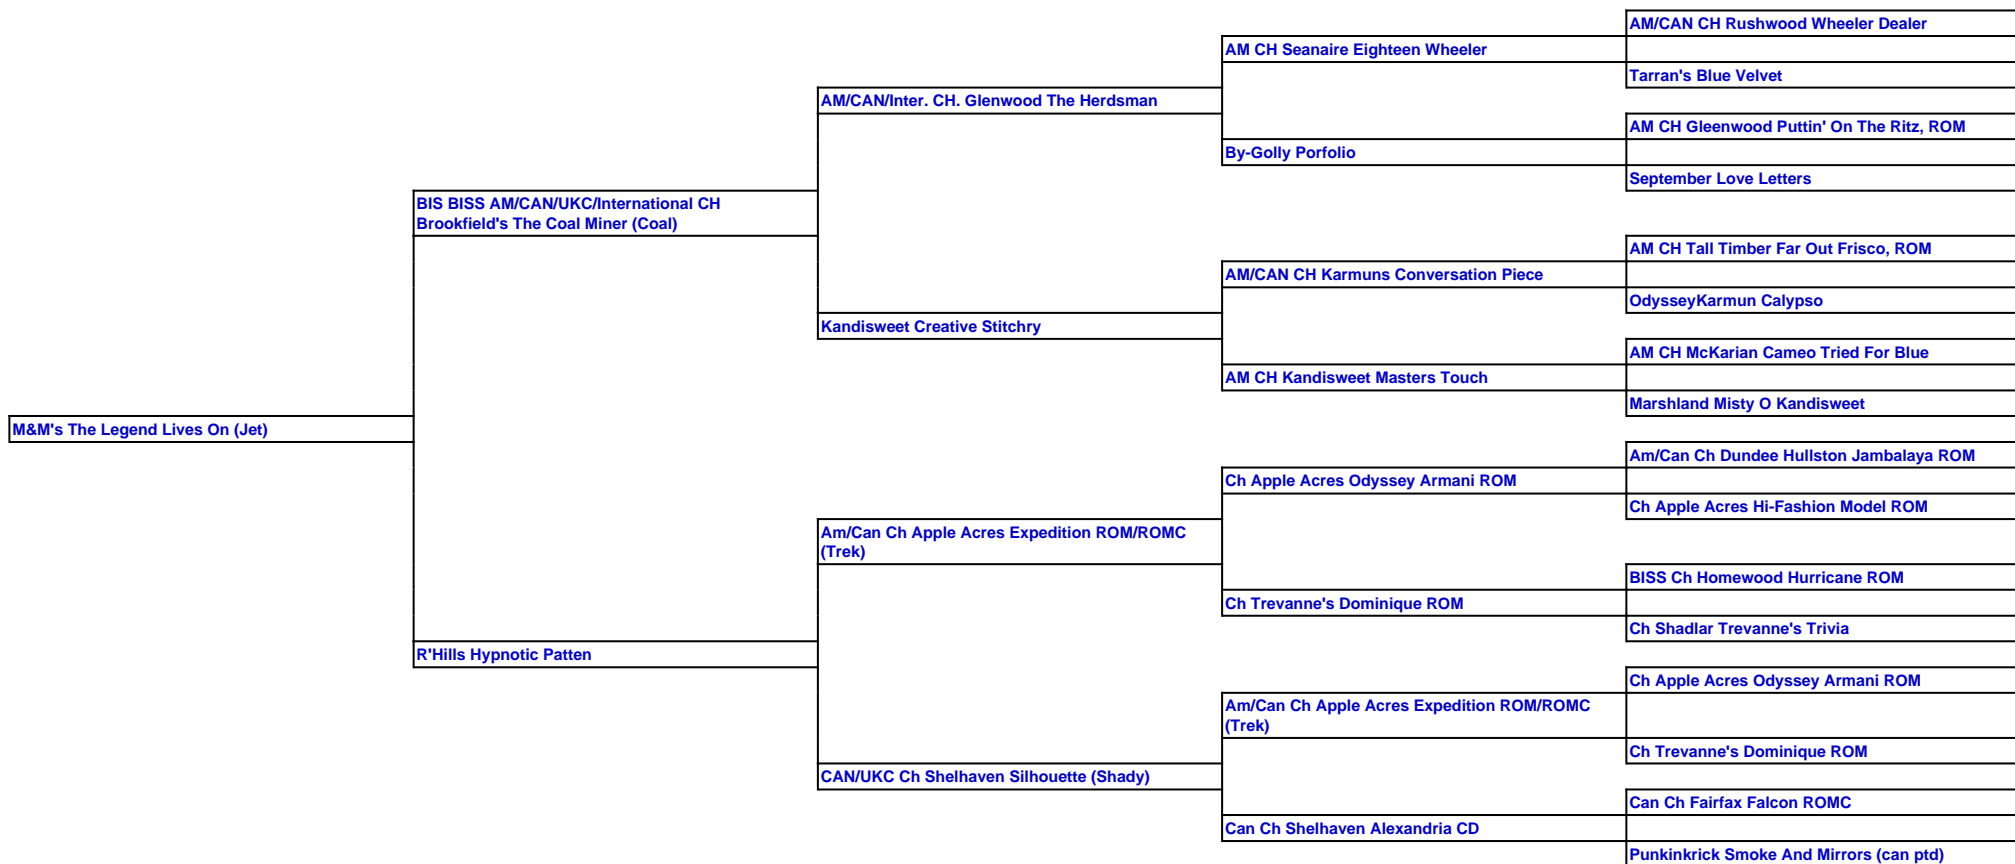 AM/CAN CH Rushwood Wheeler Dealer
AM CH Seanaire Eighteen Wheeler
Tarran's Blue Velvet
AM/CAN/Inter. CH. Glenwood The Herdsman
AM CH Gleenwood Puttin' On The Ritz, ROM
By-Golly Porfolio
September Love Letters
BIS BISS AM/CAN/UKC/International CH
Brookfield's The Coal Miner (Coal)
AM CH Tall Timber Far Out Frisco, ROM
AM/CAN CH Karmuns Conversation Piece
OdysseyKarmun Calypso
Kandisweet Creative Stitchry
AM CH McKarian Cameo Tried For Blue
AM CH Kandisweet Masters Touch
Marshland Misty O Kandisweet
M&M's The Legend Lives On (Jet)
Am/Can Ch Dundee Hullston Jambalaya ROM
Ch Apple Acres Odyssey Armani ROM
Ch Apple Acres Hi-Fashion Model ROM
Am/Can Ch Apple Acres Expedition ROM/ROMC
(Trek)
BISS Ch Homewood Hurricane ROM
Ch Trevanne's Dominique ROM
Ch Shadlar Trevanne's Trivia
R'Hills Hypnotic Patten
Ch Apple Acres Odyssey Armani ROM
Am/Can Ch Apple Acres Expedition ROM/ROMC
(Trek)
Ch Trevanne's Dominique ROM
CAN/UKC Ch Shelhaven Silhouette (Shady)
Can Ch Fairfax Falcon ROMC
Can Ch Shelhaven Alexandria CD
Punkinkrick Smoke And Mirrors (can ptd)